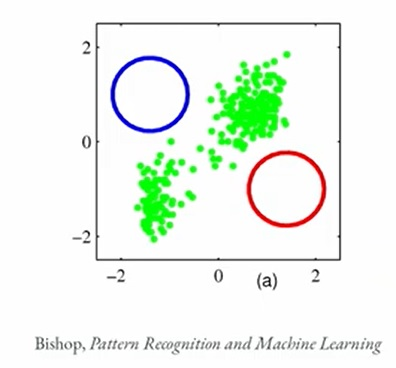 2
0
−2
−2 0 (a) 2
Bishop, Pattern Recognition and Machine Learning